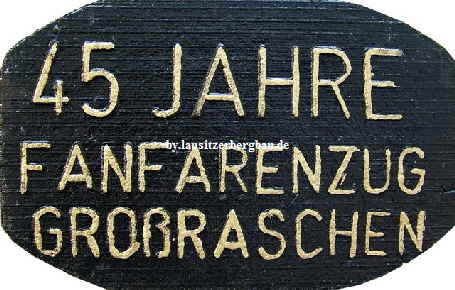 45 JAHRE
by.lausitzerbergbau.de
FANFARENZUG
GROßRASCHEN